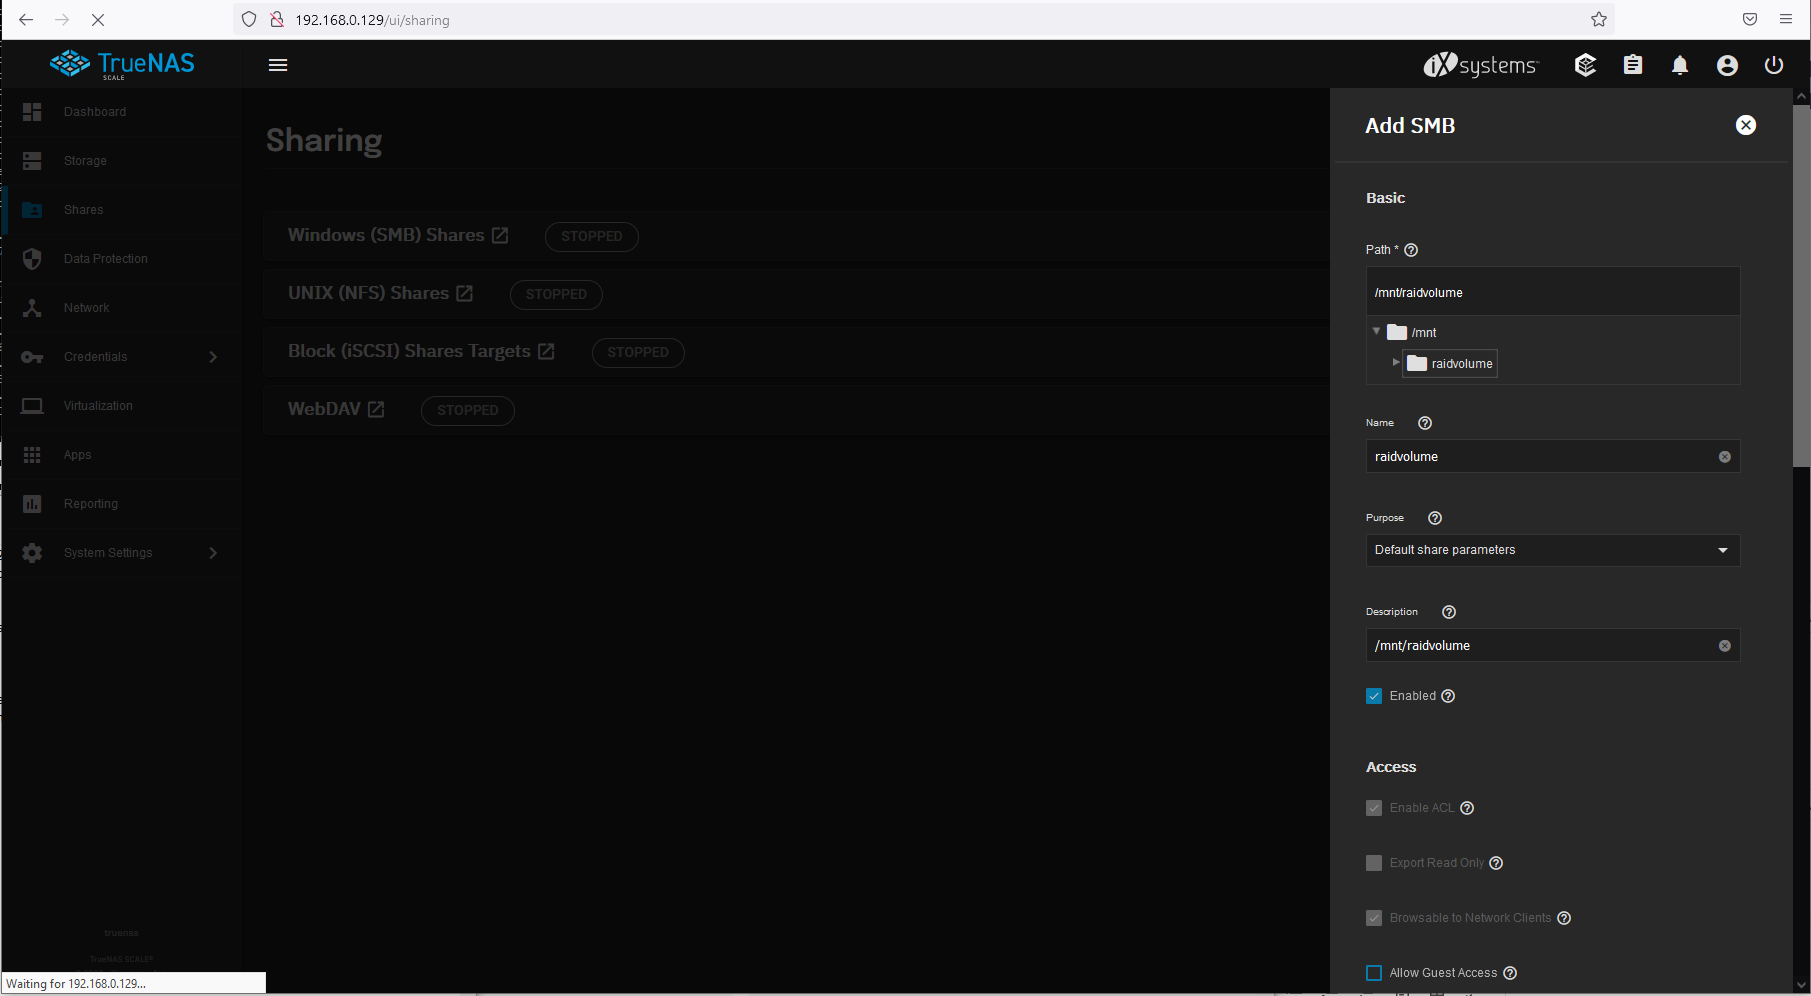 192.168.0.129/ui/sharing
TrueNAS
SCALE
iXsystems
Dashboard
Storage
Shares
Data Protection
Network
Credentials
Virtualization
Apps
Reporting
System Settings
truenas
TrueNAS SCALE®
Waiting for 192.168.0.129...
Sharing
Windows (SMB) Shares STOPPED
UNIX (NFS) Shares STOPPED
Block (iSCSI) Shares Targets STOPPED
WebDAV STOPPED
Add SMB
Basic
Path *
/mnt/raidvolume
/mnt
raidvolume
Name
raidvolume
Purpose
Default share parameters
Description
/mnt/raidvolume
Enabled
Access
Enable ACL
Export Read Only
Browsable to Network Clients
Allow Guest Access